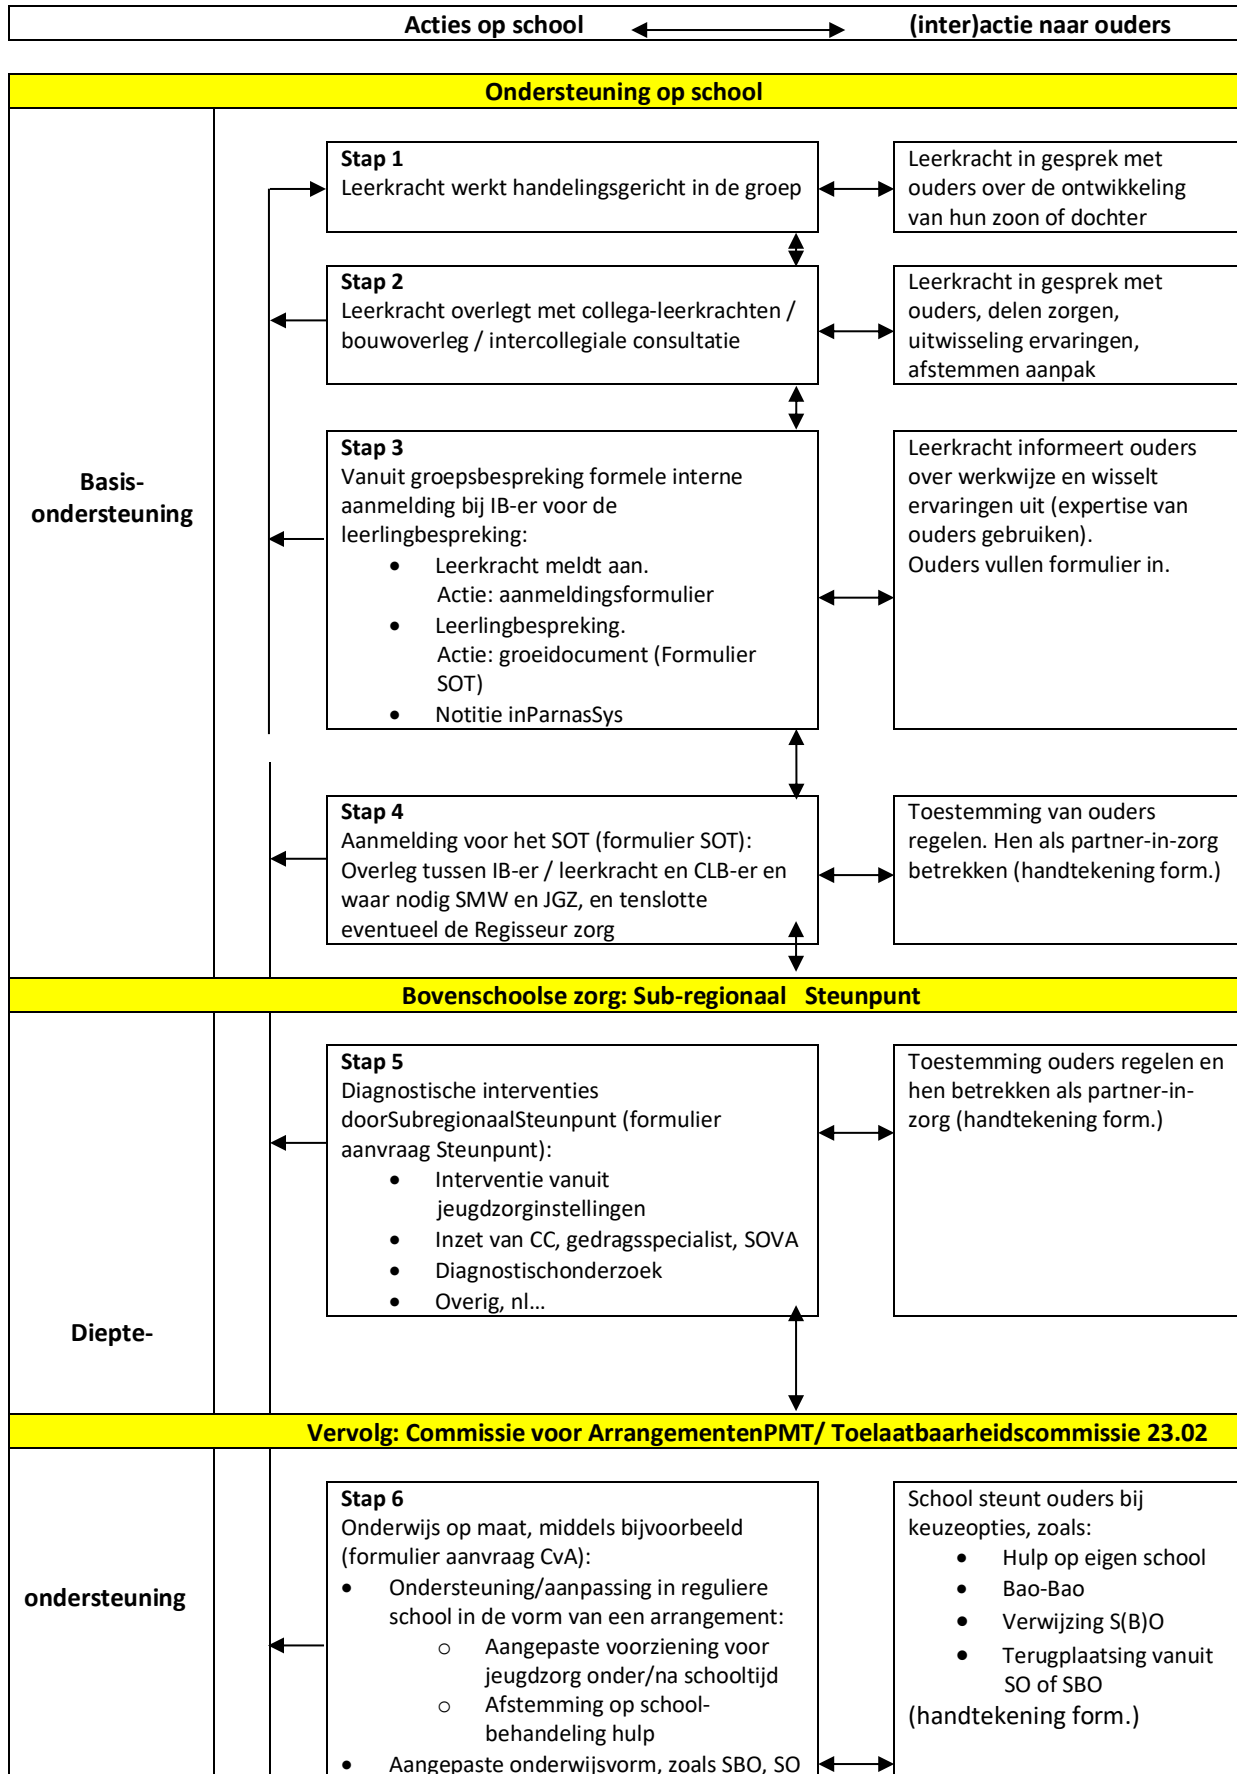 Acties op school (inter)actie naar ouders
Ondersteuning op school
Basis-
ondersteuning
Stap 1
Leerkracht werkt handelingsgericht in de groep
Leerkracht in gesprek met
ouders over de ontwikkeling
van hun zoon of dochter
Stap 2
Leerkracht overlegt met collega-leerkrachten /
bouwoverleg / intercollegiale consultatie
Leerkracht in gesprek met
ouders, delen zorgen,
uitwisseling ervaringen,
afstemmen aanpak
Stap 3
Vanuit groepsbespreking formele interne
aanmelding bij IB-er voor de
leerlingbespreking:
• Leerkracht meldt aan.
Actie: aanmeldingsformulier
• Leerlingbespreking.
Actie: groeidocument (Formulier
SOT)
• Notitie inParnasSys
Leerkracht informeert ouders
over werkwijze en wisselt
ervaringen uit (expertise van
ouders gebruiken).
Ouders vullen formulier in.
Stap 4
Aanmelding voor het SOT (formulier SOT):
Overleg tussen IB-er / leerkracht en CLB-er en
waar nodig SMW en JGZ, en tenslotte
eventueel de Regisseur zorg
Toestemming van ouders
regelen. Hen als partner-in-zorg
betrekken (handtekening form.)
Bovenschoolse zorg: Sub-regionaal Steunpunt
Diepte-
Stap 5
Diagnostische interventies
doorSubregionaalSteunpunt (formulier
aanvraag Steunpunt):
• Interventie vanuit
jeugdzorginstellingen
• Inzet van CC, gedragsspecialist, SOVA
• Diagnostischonderzoek
• Overig, nl…
Toestemming ouders regelen en
hen betrekken als partner-in-
zorg (handtekening form.)
Vervolg: Commissie voor ArrangementenPMT/ Toelaatbaarheidscommissie 23.02
ondersteuning
Stap 6
Onderwijs op maat, middels bijvoorbeeld
(formulier aanvraag CvA):
• Ondersteuning/aanpassing in reguliere
school in de vorm van een arrangement:
o Aangepaste voorziening voor
jeugdzorg onder/na schooltijd
o Afstemming op school-
behandeling hulp
• Aangepaste onderwijsvorm, zoals SBO, SO
School steunt ouders bij
keuzeopties, zoals:
• Hulp op eigen school
• Bao-Bao
• Verwijzing S(B)O
• Terugplaatsing vanuit
SO of SBO
(handtekening form.)